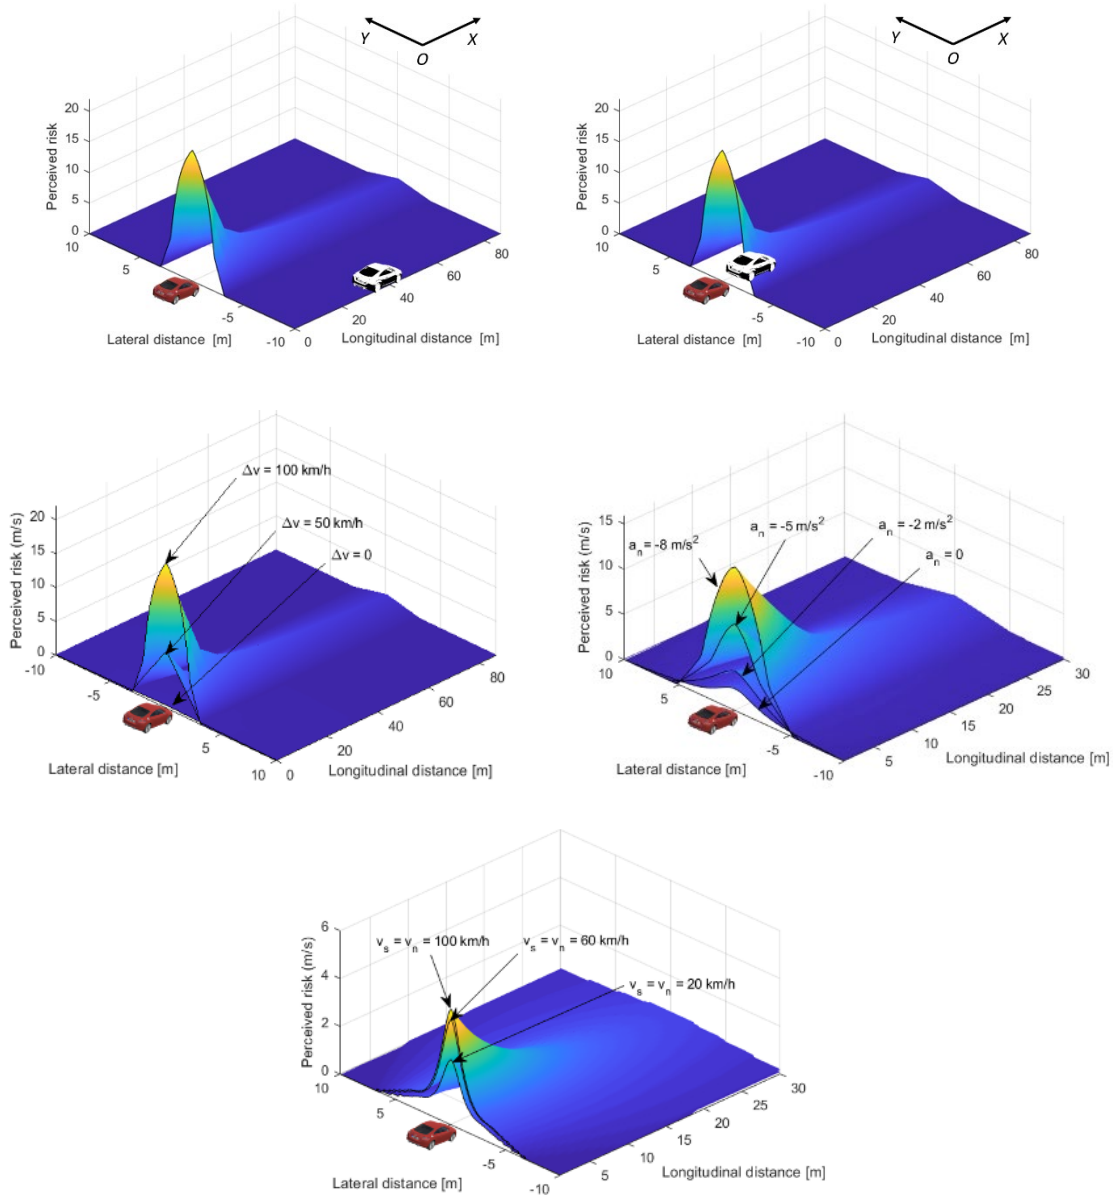 Y
X
O
Y
X
O
Perceived risk
20
15
10
5
0
10
5
-5
-10
0
20
40
60
80
Lateral distance [m]
Longitudinal distance [m]
Perceived risk
20
15
10
5
0
10
5
-5
-10
0
20
40
60
80
Lateral distance [m]
Longitudinal distance [m]
Δv = 100 km/h
Δv = 50 km/h
Δv = 0
Perceived risk (m/s)
20
15
10
5
0
-10
-5
5
10
0
20
40
60
80
Lateral distance [m]
Longitudinal distance [m]
aₙ = -8 m/s²
aₙ = -5 m/s²
aₙ = -2 m/s²
aₙ = 0
Perceived risk (m/s)
15
10
5
0
10
5
-5
-10
5
10
15
20
25
30
Lateral distance [m]
Longitudinal distance [m]
vₛ = vₙ = 100 km/h
vₛ = vₙ = 60 km/h
vₛ = vₙ = 20 km/h
Perceived risk (m/s)
6
4
2
0
10
5
-5
-10
5
10
15
20
25
30
Lateral distance [m]
Longitudinal distance [m]